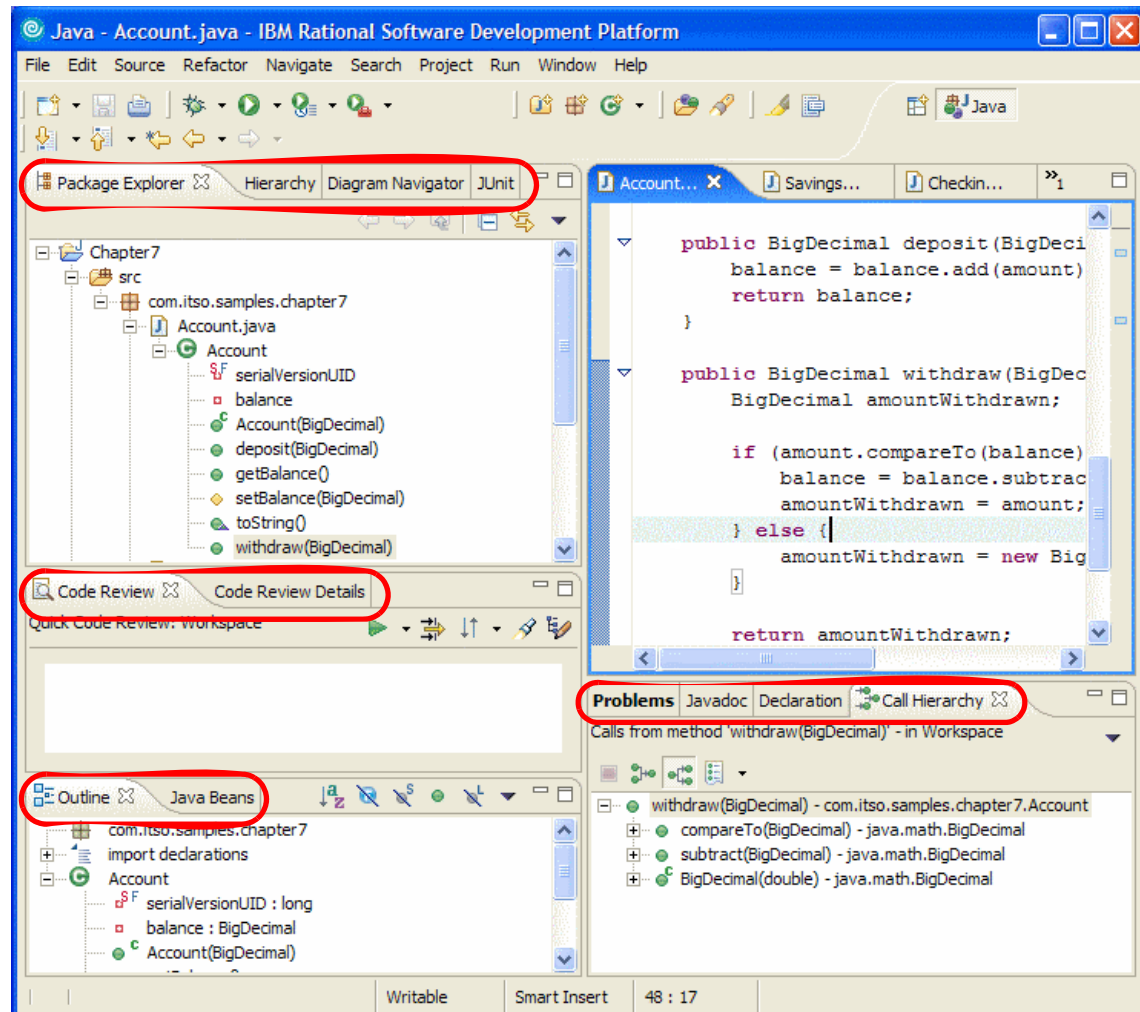 Java - Account.java - IBM Rational Software Development Platform
File Edit Source Refactor Navigate Search Project Run Window Help
Java
Package Explorer Hierarchy Diagram Navigator JUnit
Chapter7
src
com.itso.samples.chapter7
Account.java
Account
serialVersionUID
balance
Account(BigDecimal)
deposit(BigDecimal)
getBalance()
setBalance(BigDecimal)
toString()
withdraw(BigDecimal)
Code Review Code Review Details
Quick Code Review: Workspace
Outline Java Beans
com.itso.samples.chapter7
import declarations
Account
serialVersionUID : long
balance : BigDecimal
Account(BigDecimal)
Account... Savings... Checkin... »1
public BigDecimal deposit(BigDeci
balance = balance.add(amount)
return balance;
}
public BigDecimal withdraw(BigDec
BigDecimal amountWithdrawn;
if (amount.compareTo(balance)
balance = balance.subtrac
amountWithdrawn = amount;
} else {
amountWithdrawn = new Big
}
return amountWithdrawn;
Problems Javadoc Declaration Call Hierarchy
Calls from method 'withdraw(BigDecimal)' - in Workspace
withdraw(BigDecimal) - com.itso.samples.chapter7.Account
compareTo(BigDecimal) - java.math.BigDecimal
subtract(BigDecimal) - java.math.BigDecimal
BigDecimal(double) - java.math.BigDecimal
Writable Smart Insert 48 : 17